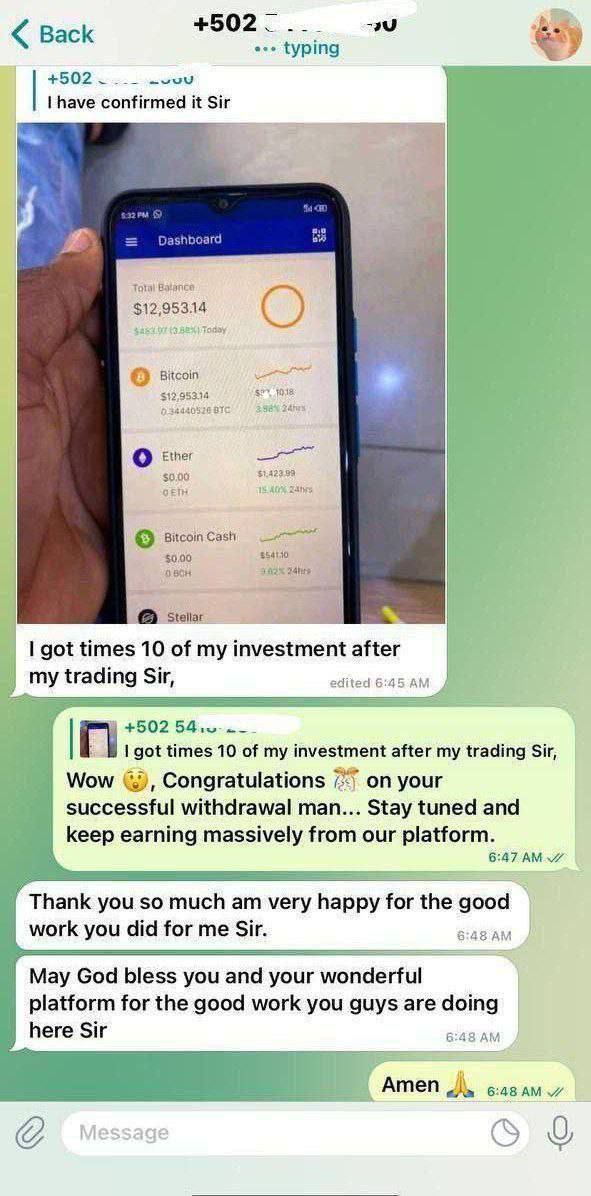 Back
+502
typing
+502
I have confirmed it Sir
5:32 PM
Dashboard
Total Balance
$12,953.14
$483.97 (3.88%) Today
Bitcoin
$12,953.14
0.34440526 BTC
10.18
3.88% 24hrs
Ether
$0.00
0 ETH
$1,423.99
15.40% 24hrs
Bitcoin Cash
$0.00
0 BCH
$541.10
9.62% 24hrs
Stellar
I got times 10 of my investment after
my trading Sir,
edited 6:45 AM
+502
I got times 10 of my investment after my trading Sir,
Wow 😲, Congratulations 🎊 on your
successful withdrawal man... Stay tuned and
keep earning massively from our platform.
6:47 AM
Thank you so much am very happy for the good
work you did for me Sir.
6:48 AM
May God bless you and your wonderful
platform for the good work you guys are doing
here Sir
6:48 AM
Amen 🙏
6:48 AM
Message